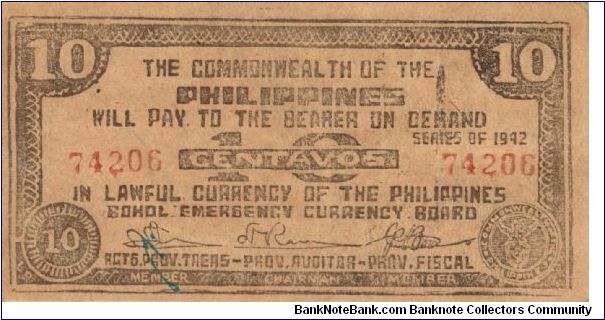 10 10
THE COMMONWEALTH OF THE
PHILIPPINES
WILL PAY TO THE BEARER ON DEMAND
SERIES OF 1942
74206 10 CENTAVOS 74206
IN LAWFUL CURRENCY OF THE PHILIPPINES
BOHOL EMERGENCY CURRENCY BOARD
10
ACTG. PROV. TREAS - PROV. AUDITOR - PROV. FISCAL
MEMBER CHAIRMAN MEMBER
BankNoteBank.com Banknote Collectors Community